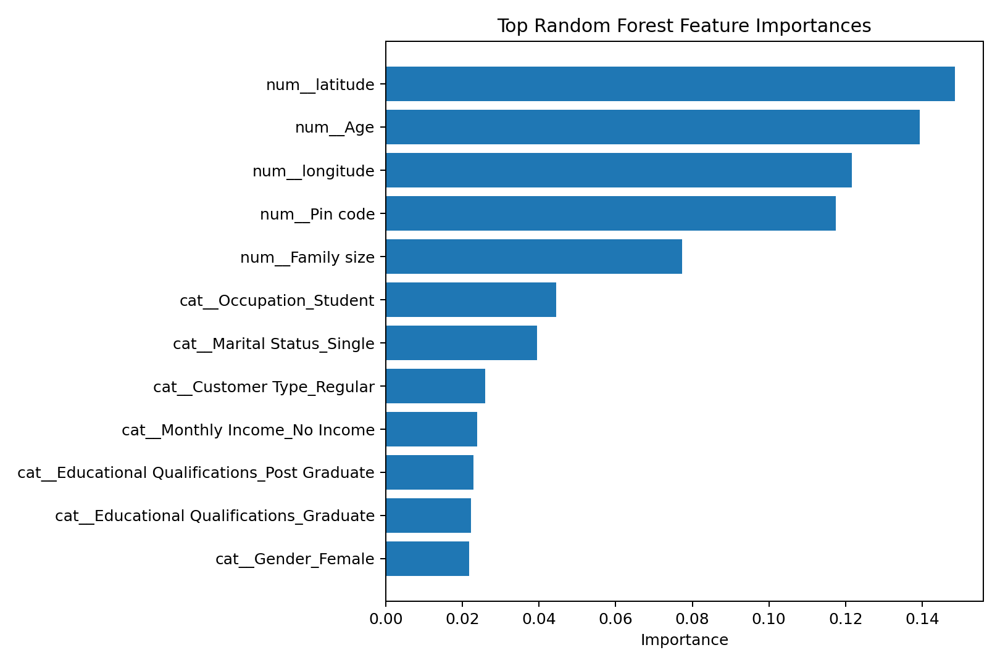 Top Random Forest Feature Importances
num__latitude
num__Age
num__longitude
num__Pin code
num__Family size
cat__Occupation_Student
cat__Marital Status_Single
cat__Customer Type_Regular
cat__Monthly Income_No Income
cat__Educational Qualifications_Post Graduate
cat__Educational Qualifications_Graduate
cat__Gender_Female
0.00 0.02 0.04 0.06 0.08 0.10 0.12 0.14
Importance